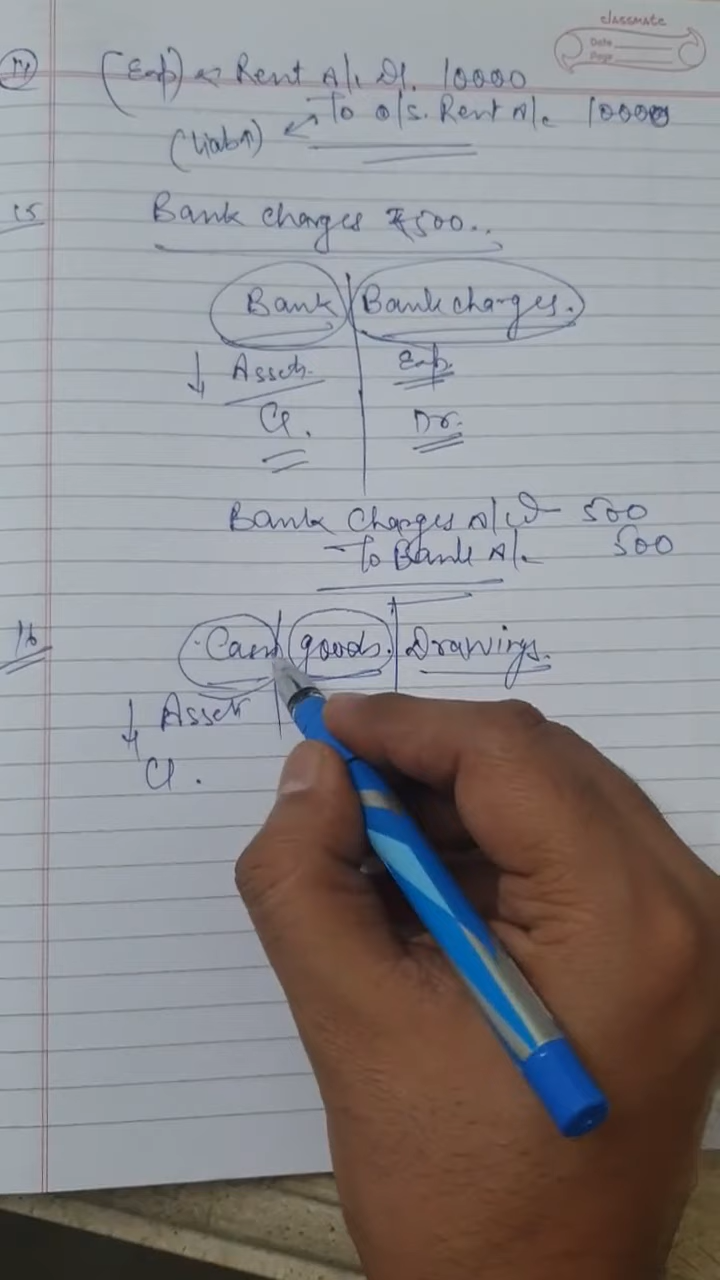 classmate
Date
Page
14 (Exp) ← Rent A/c Dr. 10000
To O/s. Rent A/c 10000
(Liab↑)
15 Bank charges ₹500..
Bank Bank charges.
↓ Assets. Exp.
Cr. Dr.
Bank Charges A/c Dr 500
To Bank A/c 500
16 Cash goods. Drawings.
↓ Asset
Cr.